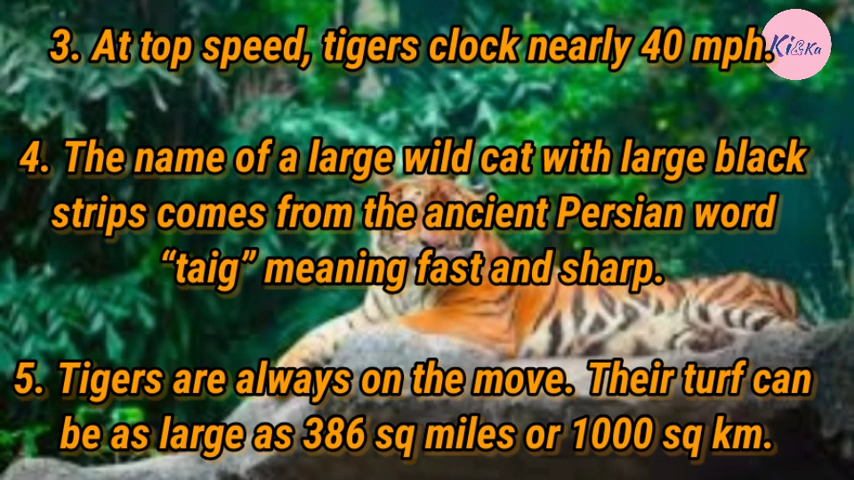 3. At top speed, tigers clock nearly 40 mph.
Ki&Ka
4. The name of a large wild cat with large black
strips comes from the ancient Persian word
“taig” meaning fast and sharp.
5. Tigers are always on the move. Their turf can
be as large as 386 sq miles or 1000 sq km.